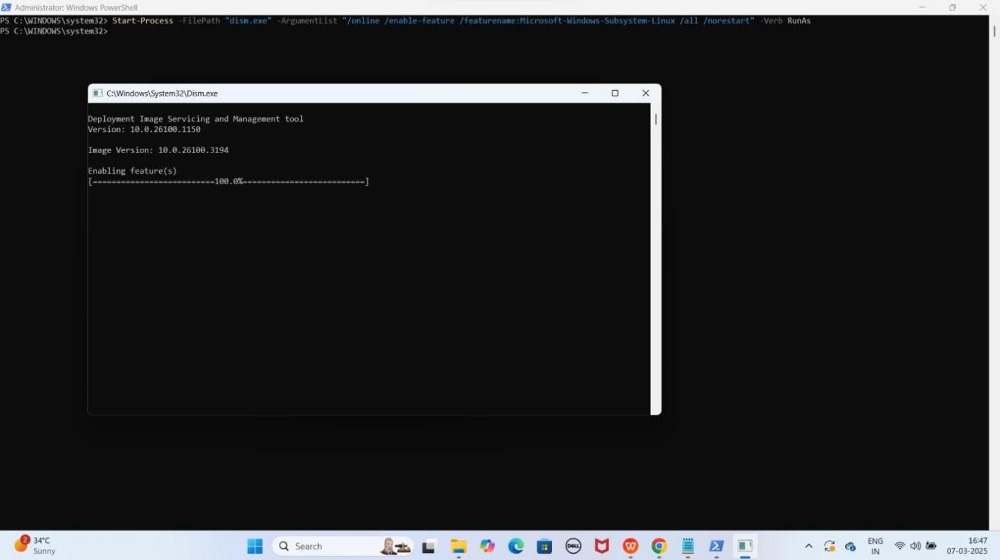 Administrator: Windows PowerShell
PS C:\WINDOWS\system32> Start-Process -FilePath "dism.exe" -ArgumentList "/online /enable-feature /featurename:Microsoft-Windows-Subsystem-Linux /all /norestart" -Verb RunAs
PS C:\WINDOWS\system32>
C:\Windows\System32\Dism.exe
Deployment Image Servicing and Management tool
Version: 10.0.26100.1150
Image Version: 10.0.26100.3194
Enabling feature(s)
[==========================100.0%==========================]
2
34°C
Sunny
Search
DELL
W
ENG
IN
16:47
07-03-2025